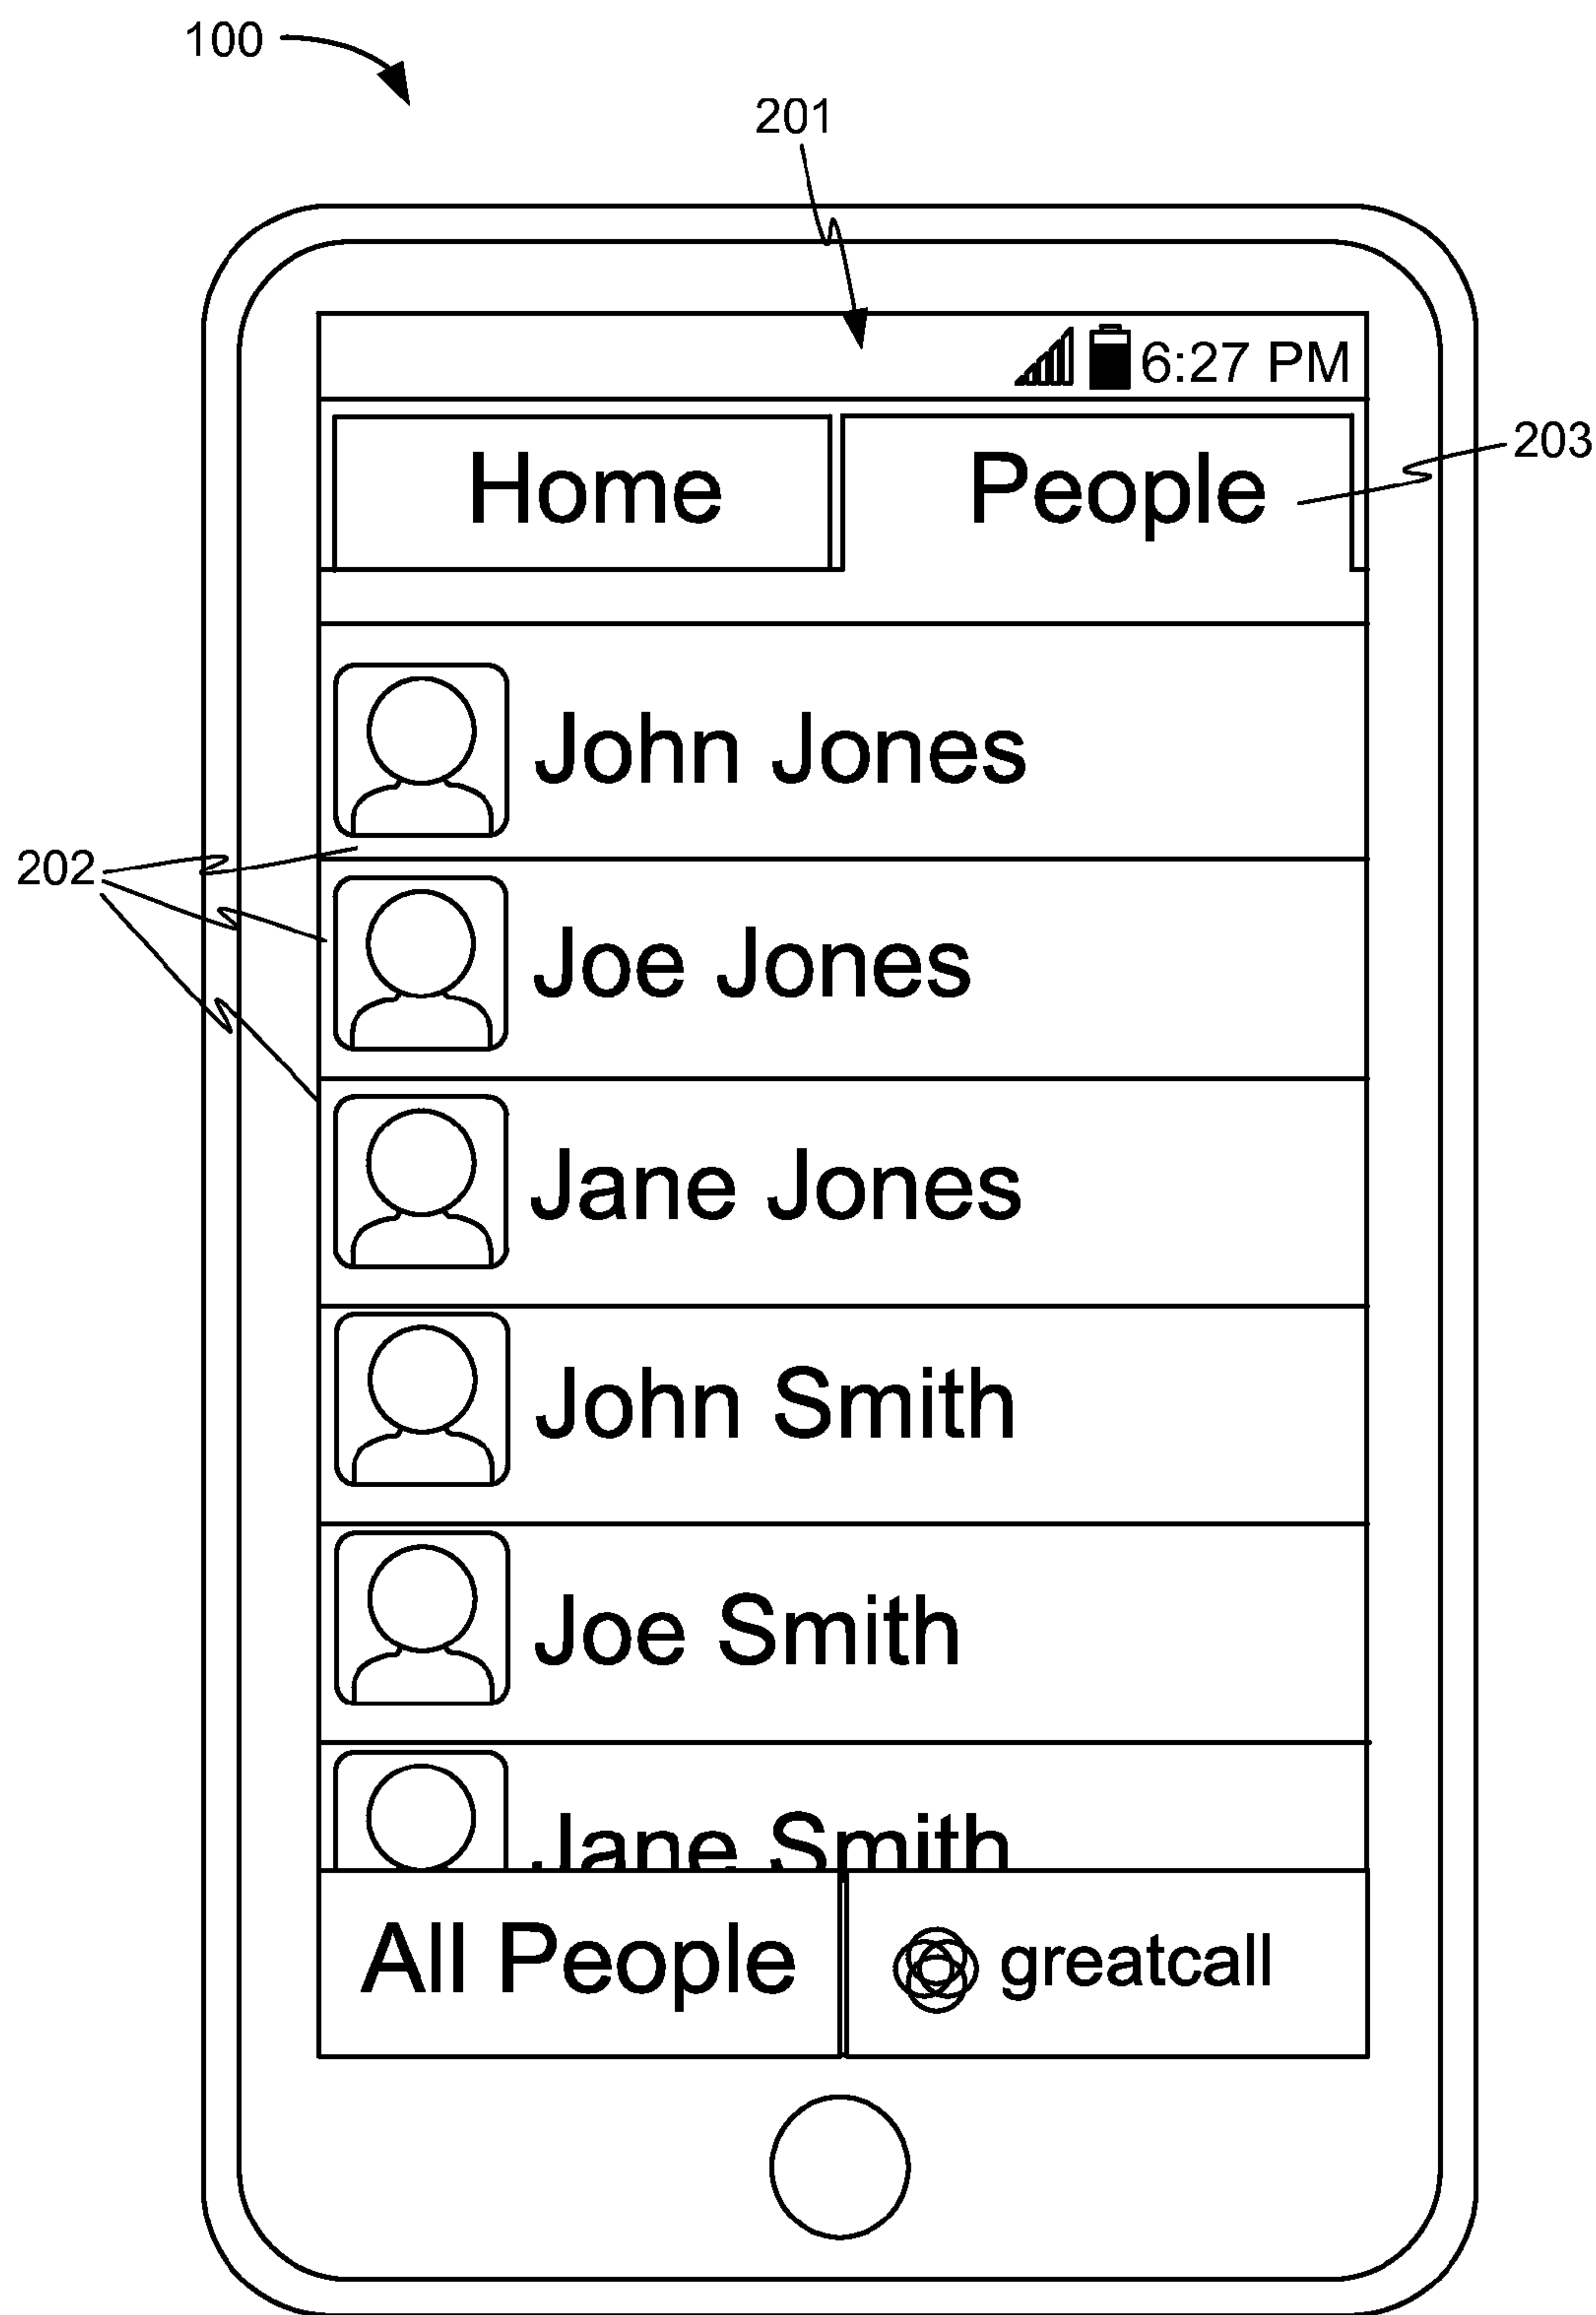 100
201
6:27 PM
Home People
203
John Jones
202
Joe Jones
Jane Jones
John Smith
Joe Smith
Jane Smith
All People greatcall